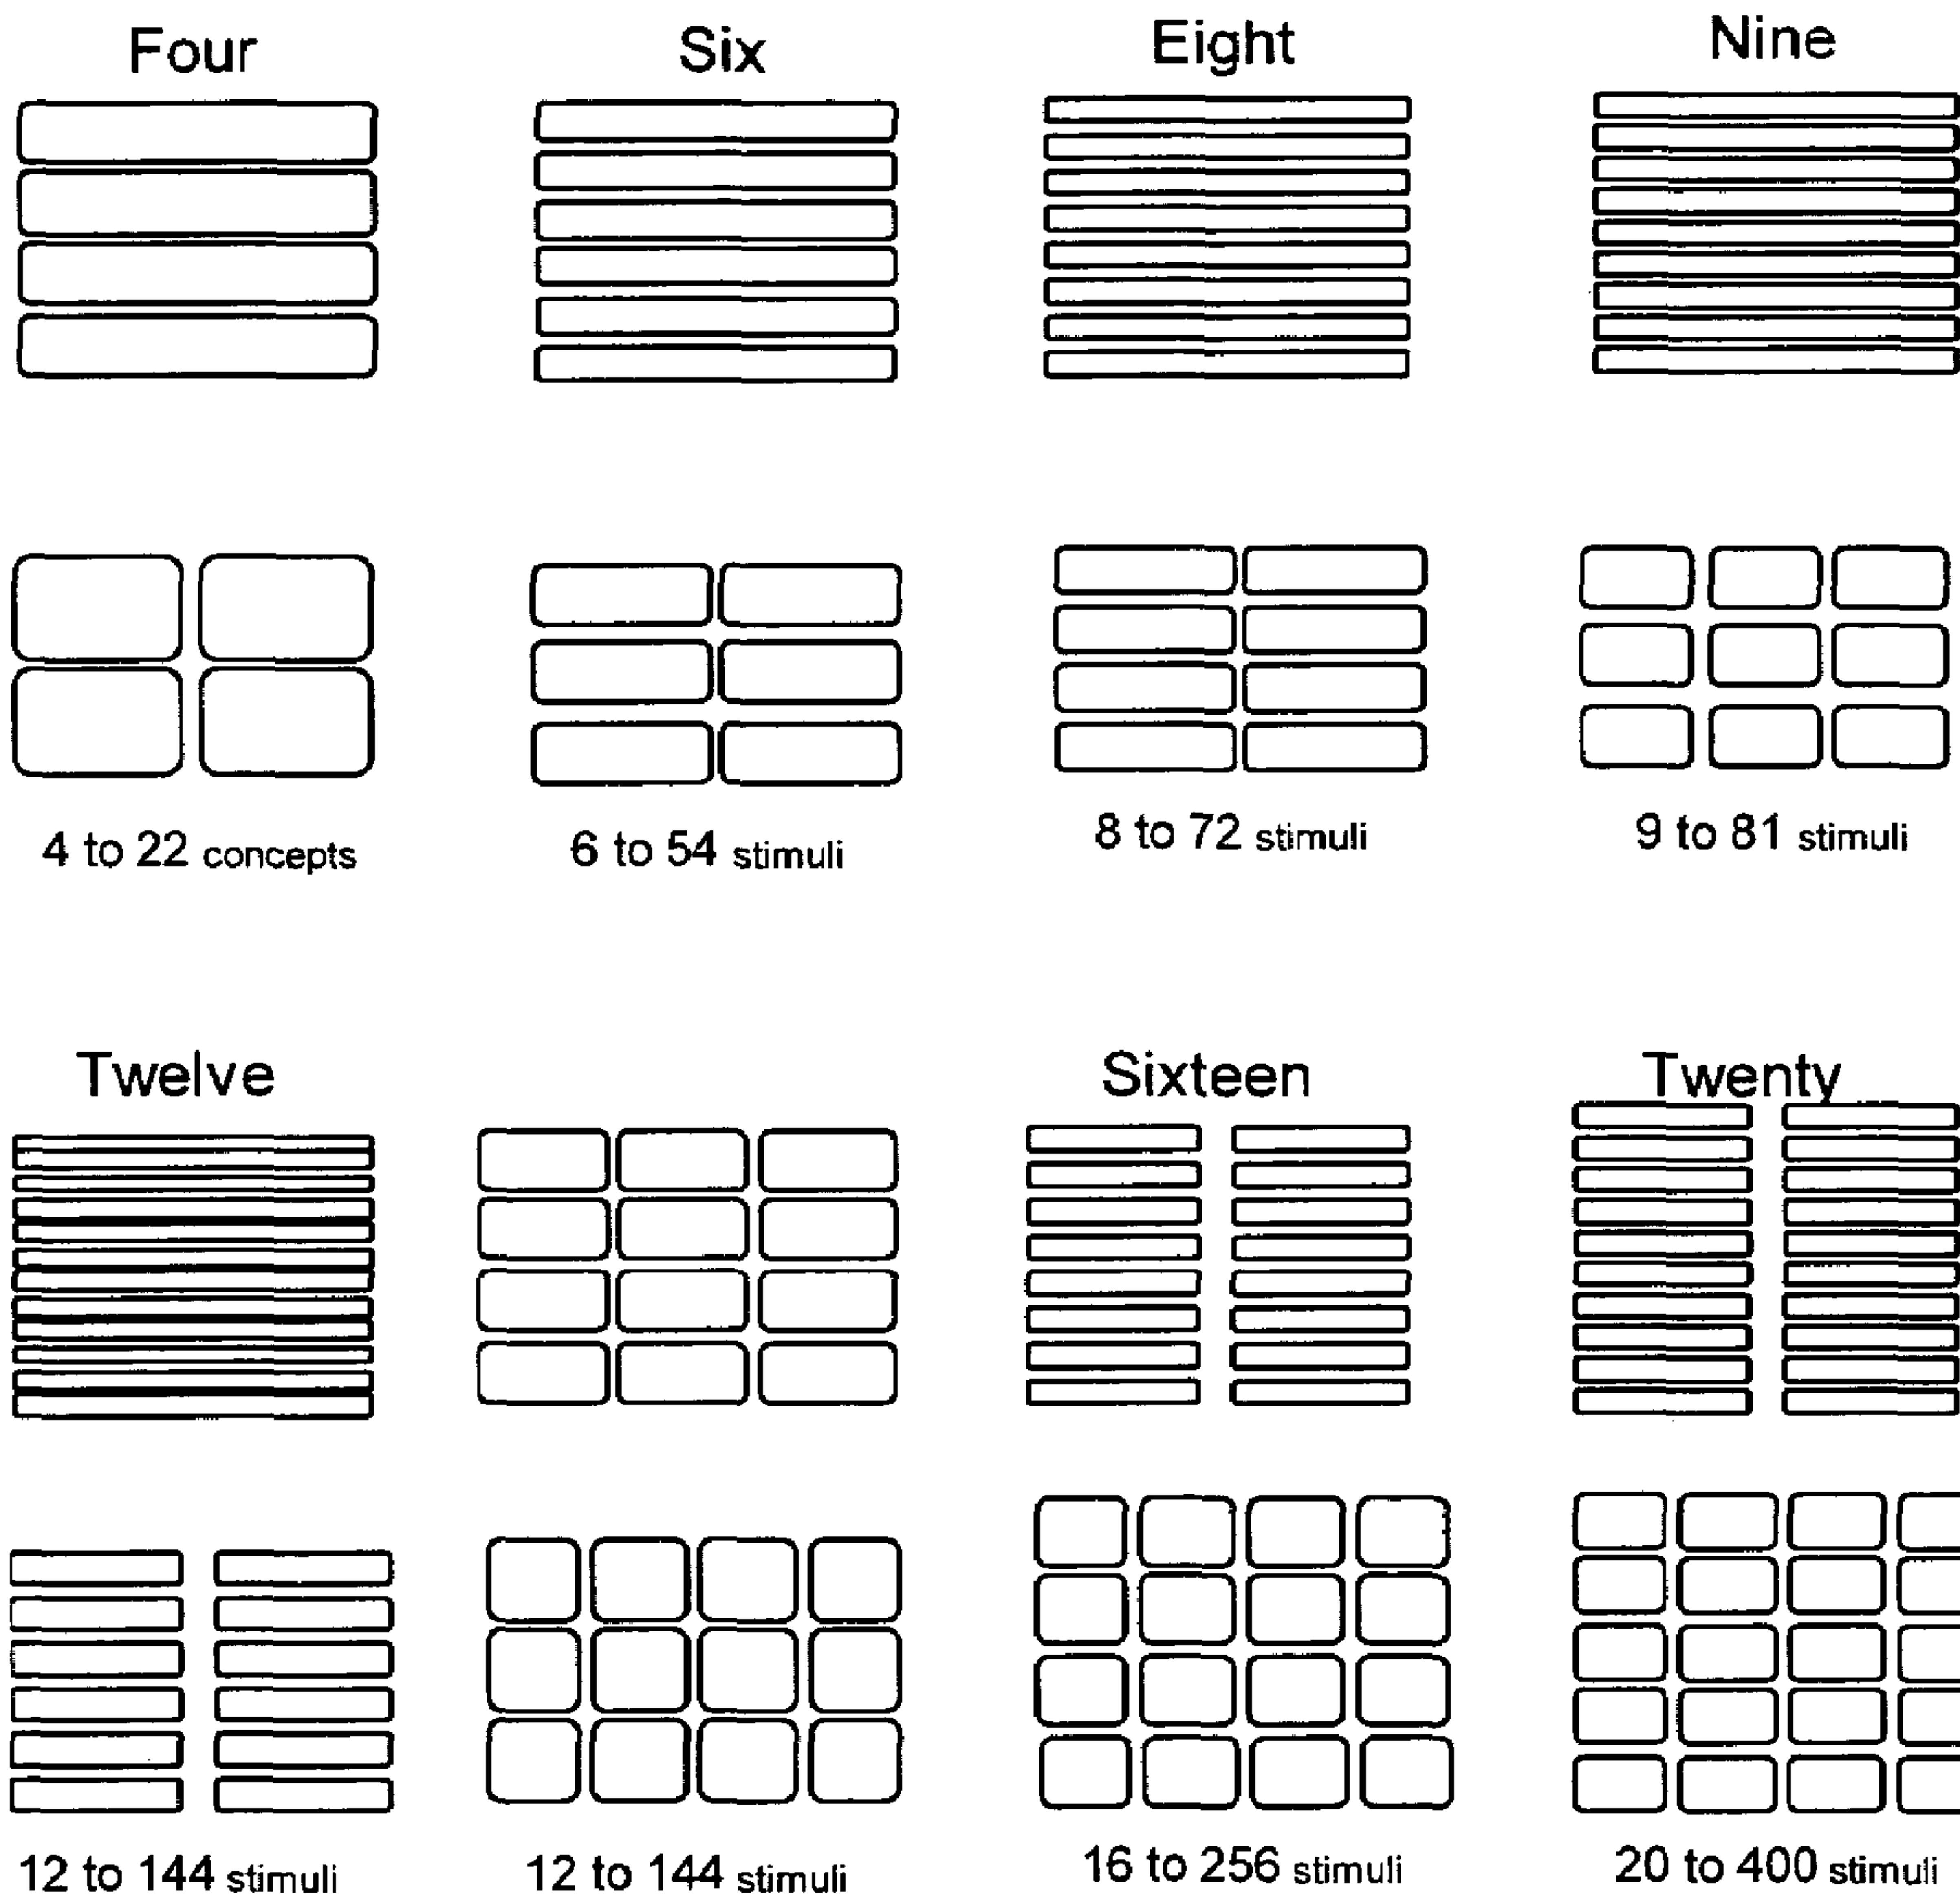 Four
Six
Eight
Nine
4 to 22 concepts
6 to 54 stimuli
8 to 72 stimuli
9 to 81 stimuli
Twelve
Sixteen
Twenty
12 to 144 stimuli
12 to 144 stimuli
16 to 256 stimuli
20 to 400 stimuli